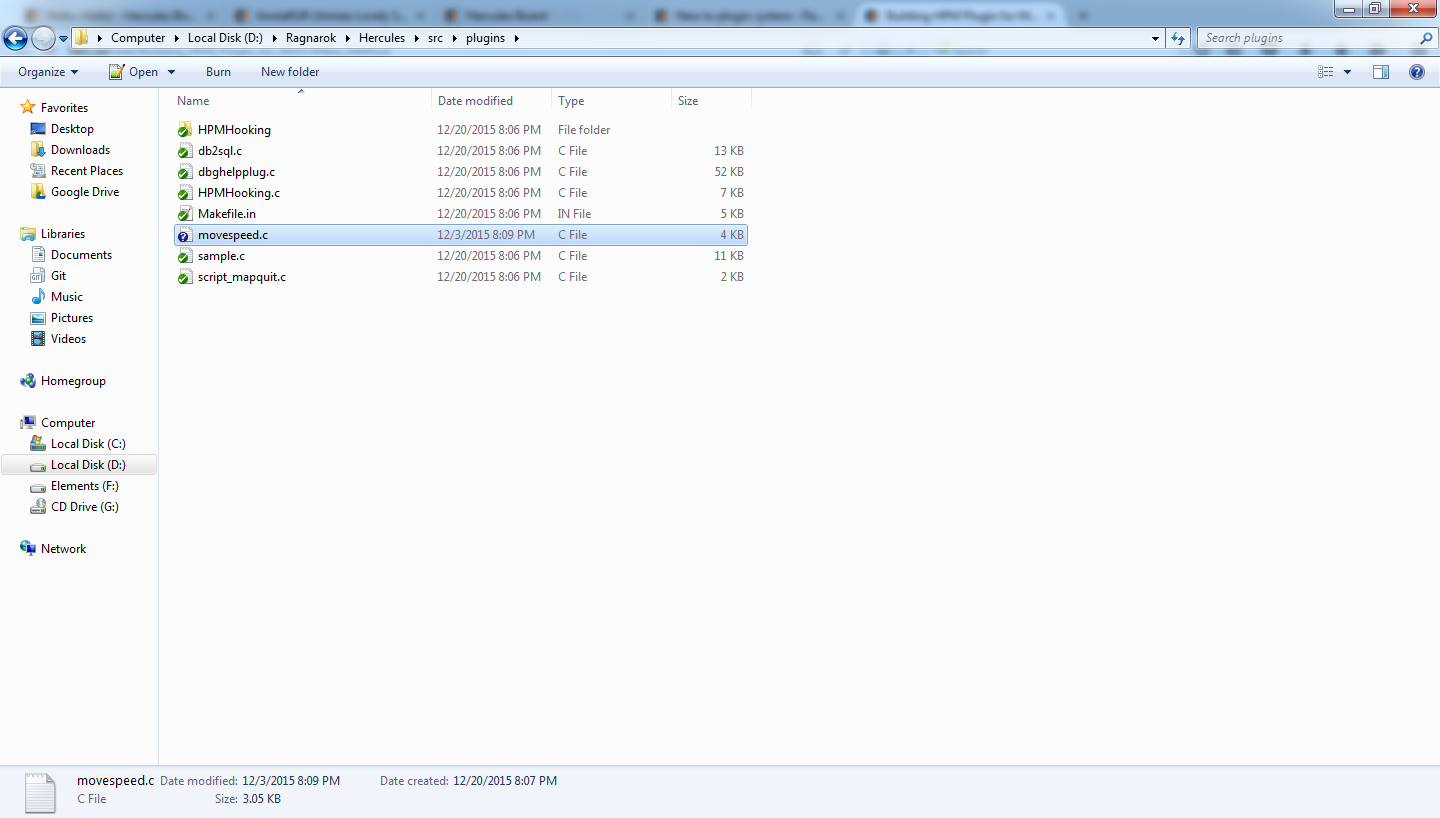 Hercules Board
Computer Local Disk (D:) Ragnarok Hercules src plugins
Search plugins
Organize Open Burn New folder
Favorites
Desktop
Downloads
Recent Places
Google Drive
Libraries
Documents
Git
Music
Pictures
Videos
Homegroup
Computer
Local Disk (C:)
Local Disk (D:)
Elements (F:)
CD Drive (G:)
Network
Name Date modified Type Size
HPMHooking 12/20/2015 8:06 PM File folder
db2sql.c 12/20/2015 8:06 PM C File 13 KB
dbghelpplug.c 12/20/2015 8:06 PM C File 52 KB
HPMHooking.c 12/20/2015 8:06 PM C File 7 KB
Makefile.in 12/20/2015 8:06 PM IN File 5 KB
movespeed.c 12/3/2015 8:09 PM C File 4 KB
sample.c 12/20/2015 8:06 PM C File 11 KB
script_mapquit.c 12/20/2015 8:06 PM C File 2 KB
movespeed.c Date modified: 12/3/2015 8:09 PM Date created: 12/20/2015 8:07 PM
C File Size: 3.05 KB